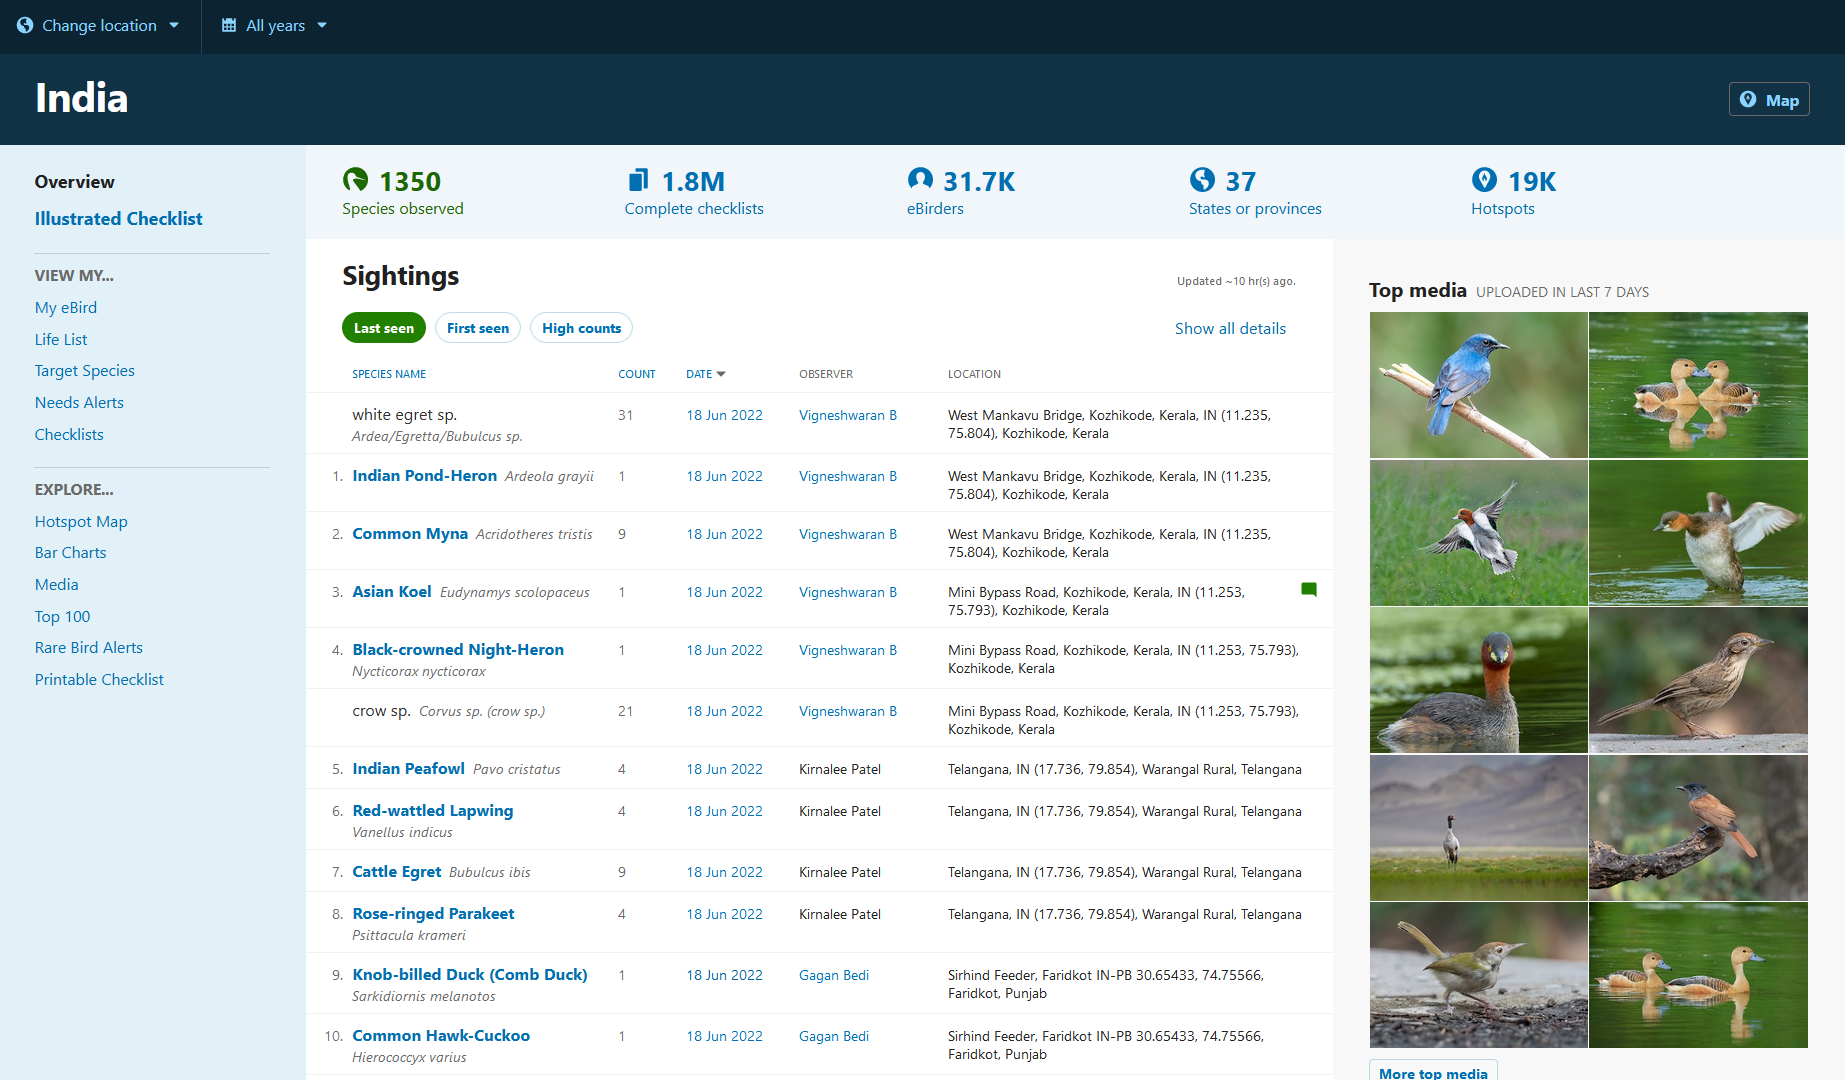 Change location
All years
India
Map
Overview
Illustrated Checklist
VIEW MY...
My eBird
Life List
Target Species
Needs Alerts
Checklists
EXPLORE...
Hotspot Map
Bar Charts
Media
Top 100
Rare Bird Alerts
Printable Checklist
1350
Species observed
1.8M
Complete checklists
31.7K
eBirders
37
States or provinces
19K
Hotspots
Sightings
Updated ~10 hr(s) ago.
Last seen First seen High counts
Show all details
SPECIES NAME COUNT DATE OBSERVER LOCATION
white egret sp. 31 18 Jun 2022 Vigneshwaran B West Mankavu Bridge, Kozhikode, Kerala, IN (11.235,
Ardea/Egretta/Bubulcus sp. 75.804), Kozhikode, Kerala
1. Indian Pond-Heron Ardeola grayii 1 18 Jun 2022 Vigneshwaran B West Mankavu Bridge, Kozhikode, Kerala, IN (11.235,
75.804), Kozhikode, Kerala
2. Common Myna Acridotheres tristis 9 18 Jun 2022 Vigneshwaran B West Mankavu Bridge, Kozhikode, Kerala, IN (11.235,
75.804), Kozhikode, Kerala
3. Asian Koel Eudynamys scolopaceus 1 18 Jun 2022 Vigneshwaran B Mini Bypass Road, Kozhikode, Kerala, IN (11.253,
75.793), Kozhikode, Kerala
4. Black-crowned Night-Heron 1 18 Jun 2022 Vigneshwaran B Mini Bypass Road, Kozhikode, Kerala, IN (11.253, 75.793),
Nycticorax nycticorax Kozhikode, Kerala
crow sp. Corvus sp. (crow sp.) 21 18 Jun 2022 Vigneshwaran B Mini Bypass Road, Kozhikode, Kerala, IN (11.253, 75.793),
Kozhikode, Kerala
5. Indian Peafowl Pavo cristatus 4 18 Jun 2022 Kirnalee Patel Telangana, IN (17.736, 79.854), Warangal Rural, Telangana
6. Red-wattled Lapwing 4 18 Jun 2022 Kirnalee Patel Telangana, IN (17.736, 79.854), Warangal Rural, Telangana
Vanellus indicus
7. Cattle Egret Bubulcus ibis 9 18 Jun 2022 Kirnalee Patel Telangana, IN (17.736, 79.854), Warangal Rural, Telangana
8. Rose-ringed Parakeet 4 18 Jun 2022 Kirnalee Patel Telangana, IN (17.736, 79.854), Warangal Rural, Telangana
Psittacula krameri
9. Knob-billed Duck (Comb Duck) 1 18 Jun 2022 Gagan Bedi Sirhind Feeder, Faridkot IN-PB 30.65433, 74.75566,
Sarkidiornis melanotos Faridkot, Punjab
10. Common Hawk-Cuckoo 1 18 Jun 2022 Gagan Bedi Sirhind Feeder, Faridkot IN-PB 30.65433, 74.75566,
Hierococcyx varius Faridkot, Punjab
Top media UPLOADED IN LAST 7 DAYS
More top media